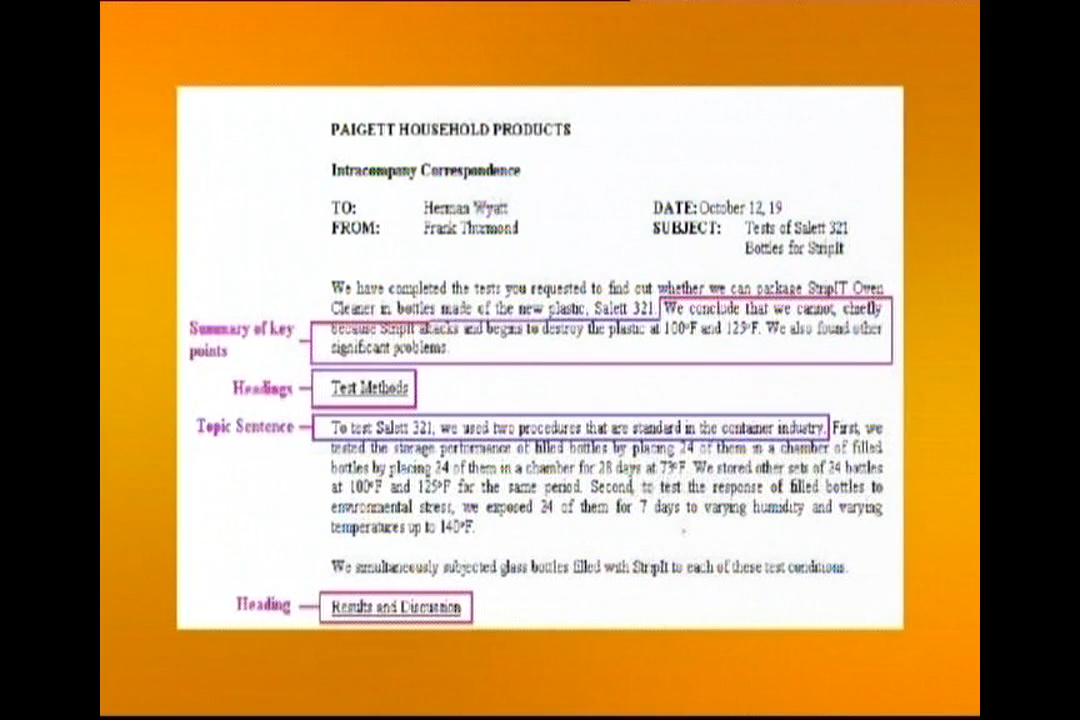 PAIGETT HOUSEHOLD PRODUCTS
Intracompany Correspondence
TO: Herman Wyatt DATE: October 12, 19
FROM: Frank Thurmond SUBJECT: Tests of Salett 321
Bottles for StripIt
We have completed the tests you requested to find out whether we can package StripIT Oven
Cleaner in bottles made of the new plastic, Salett 321. We conclude that we cannot, chiefly
Summary of key points
because StripIt attacks and begins to destroy the plastic at 100°F and 125°F. We also found other
significant problems.
Headings
Test Methods
Topic Sentence
To test Salett 321, we used two procedures that are standard in the container industry. First, we
tested the storage performance of filled bottles by placing 24 of them in a chamber of filled
bottles by placing 24 of them in a chamber for 28 days at 73°F. We stored other sets of 24 bottles
at 100°F and 125°F for the same period. Second, to test the response of filled bottles to
environmental stress, we exposed 24 of them for 7 days to varying humidity and varying
temperatures up to 140°F.
We simultaneously subjected glass bottles filled with StripIt to each of these test conditions.
Heading
Results and Discussion